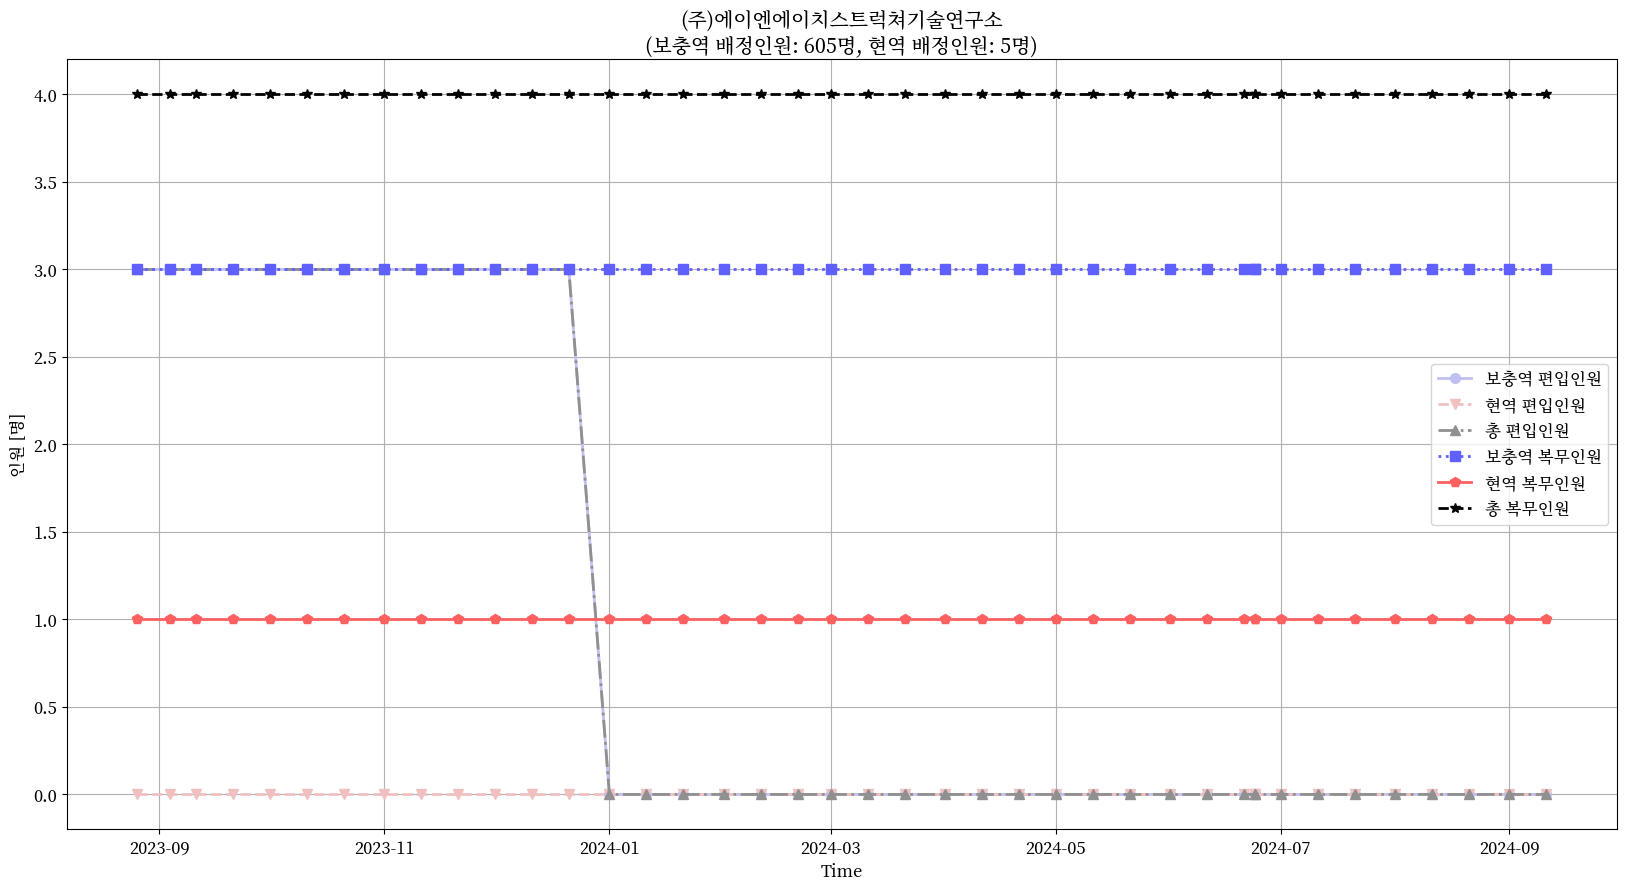 (주)에이엔에이치스트럭쳐기술연구소
(보충역 배정인원: 605명, 현역 배정인원: 5명)
4.0
3.5
3.0
2.5
2.0
1.5
1.0
0.5
0.0
인원 [명]
보충역 편입인원
현역 편입인원
총 편입인원
보충역 복무인원
현역 복무인원
총 복무인원
2023-09
2023-11
2024-01
2024-03
2024-05
2024-07
2024-09
Time